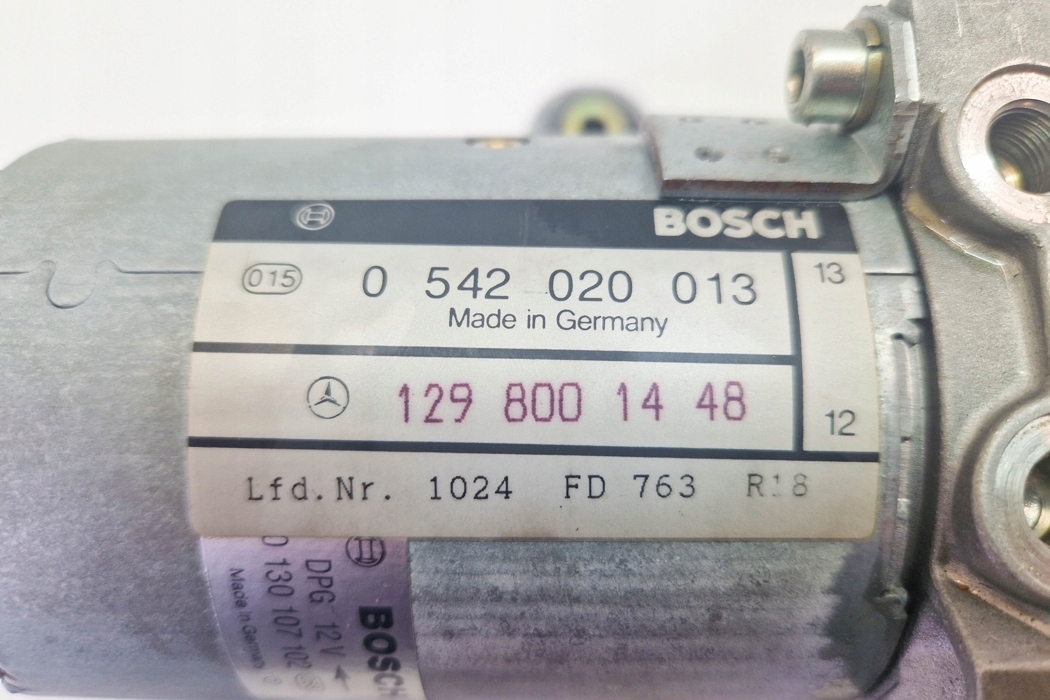 BOSCH
015 0 542 020 013
Made in Germany
13
129 800 14 48
12
Lfd.Nr. 1024 FD 763 R18
BOSCH
DPG 12V
0 130 107 102
Made in Germany